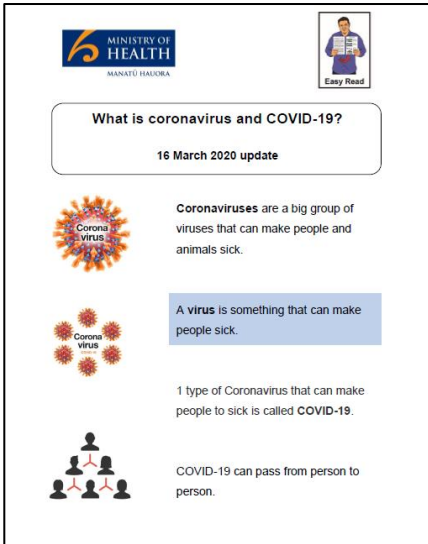 MINISTRY OF
HEALTH
MANATŪ HAUORA
Easy Read
What is coronavirus and COVID-19?
16 March 2020 update
Corona
virus
Coronaviruses are a big group of
viruses that can make people and
animals sick.
A virus is something that can make
people sick.
Corona
virus
1 type of Coronavirus that can make
people to sick is called COVID-19.
COVID-19 can pass from person to
person.